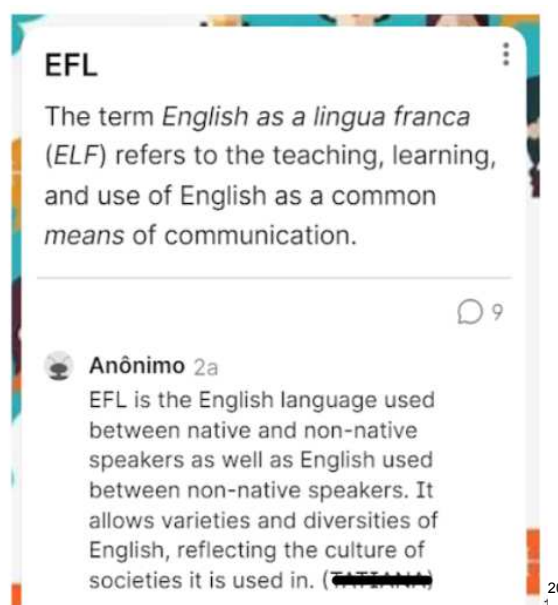 EFL
The term English as a lingua franca
(ELF) refers to the teaching, learning,
and use of English as a common
means of communication.
9
Anônimo 2a
EFL is the English language used
between native and non-native
speakers as well as English used
between non-native speakers. It
allows varieties and diversities of
English, reflecting the culture of
societies it is used in. (